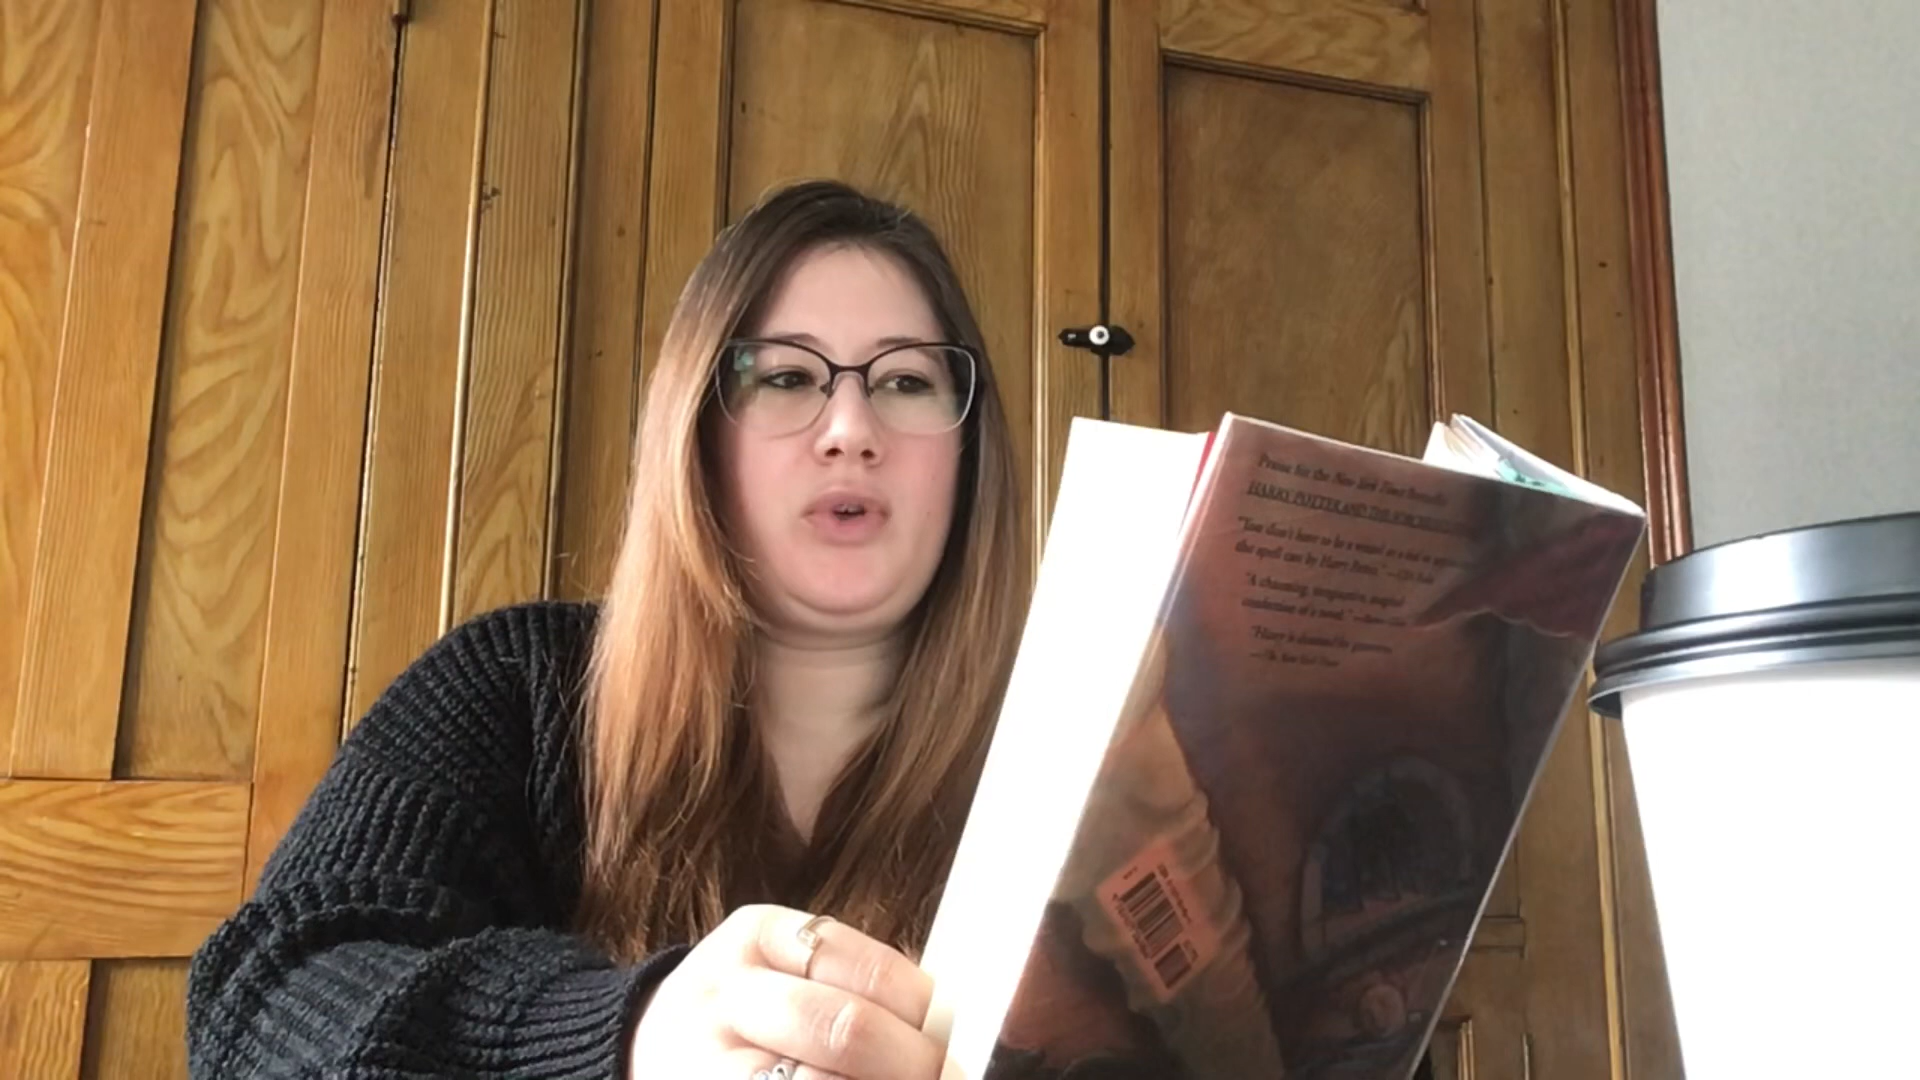 Praise for the New York Times bestseller
HARRY POTTER AND THE SORCERER'S
"You don't have to be a wizard or a kid to
the spell cast by Harry Potter."
"A charming, imaginative, magical
confection of a novel."
"Harry is destined for greatness."
—The New York Times